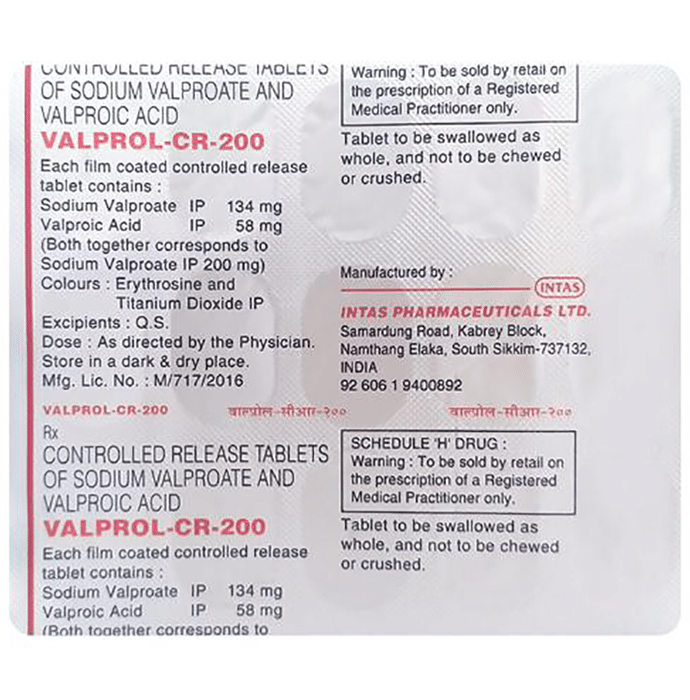 CONTROLLED RELEASE TABLETS
OF SODIUM VALPROATE AND
VALPROIC ACID
VALPROL-CR-200
Each film coated controlled release
tablet contains :
Sodium Valproate IP 134 mg
Valproic Acid IP 58 mg
(Both together corresponds to
Sodium Valproate IP 200 mg)
Colours : Erythrosine and
Titanium Dioxide IP
Excipients : Q.S.
Dose : As directed by the Physician.
Store in a dark & dry place.
Mfg. Lic. No. : M/717/2016
Warning : To be sold by retail on
the prescription of a Registered
Medical Practitioner only.
Tablet to be swallowed as
whole, and not to be chewed
or crushed.
Manufactured by :
INTAS
INTAS PHARMACEUTICALS LTD.
Samardung Road, Kabrey Block,
Namthang Elaka, South Sikkim-737132,
INDIA
92 606 1 9400892
VALPROL-CR-200 वाल्प्रोल-सीआर-२०० वाल्प्रोल-सीआर-२००
Rx
CONTROLLED RELEASE TABLETS
OF SODIUM VALPROATE AND
VALPROIC ACID
VALPROL-CR-200
Each film coated controlled release
tablet contains :
Sodium Valproate IP 134 mg
Valproic Acid IP 58 mg
(Both together corresponds to
SCHEDULE 'H' DRUG :
Warning : To be sold by retail on
the prescription of a Registered
Medical Practitioner only.
Tablet to be swallowed as
whole, and not to be chewed
or crushed.